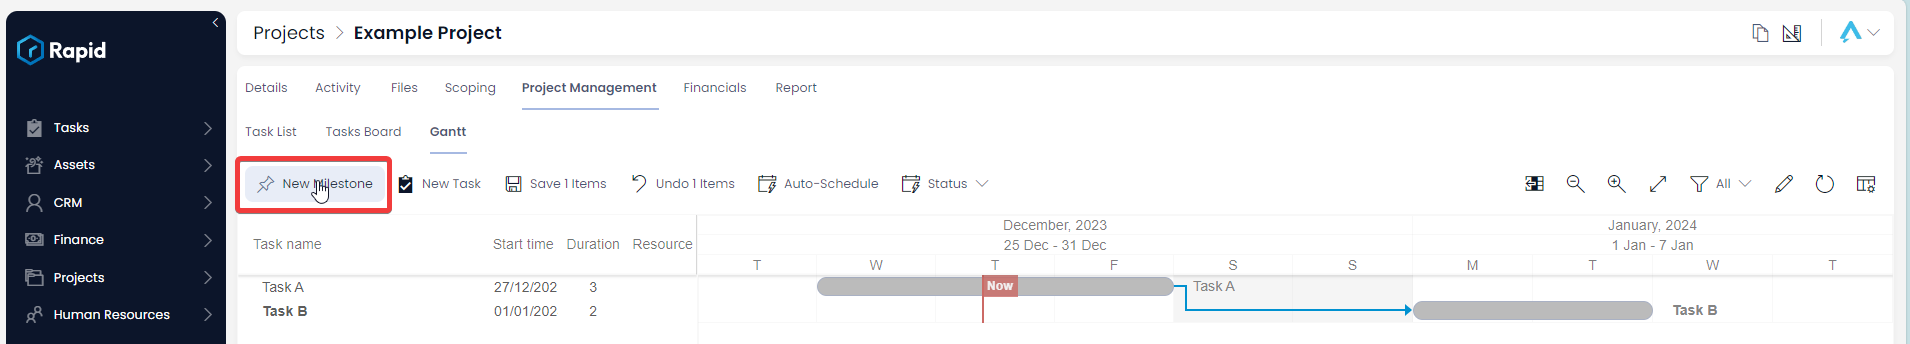 Rapid
Projects > Example Project
Details Activity Files Scoping Project Management Financials Report
Task List Tasks Board Gantt
New Milestone New Task Save 1 Items Undo 1 Items Auto-Schedule Status All
Tasks
Assets
CRM
Finance
Projects
Human Resources
Task name Start time Duration Resource
December, 2023 January, 2024
25 Dec - 31 Dec 1 Jan - 7 Jan
T W T F S S M T W T
Task A 27/12/202 3 Now Task A
Task B 01/01/202 2 Task B